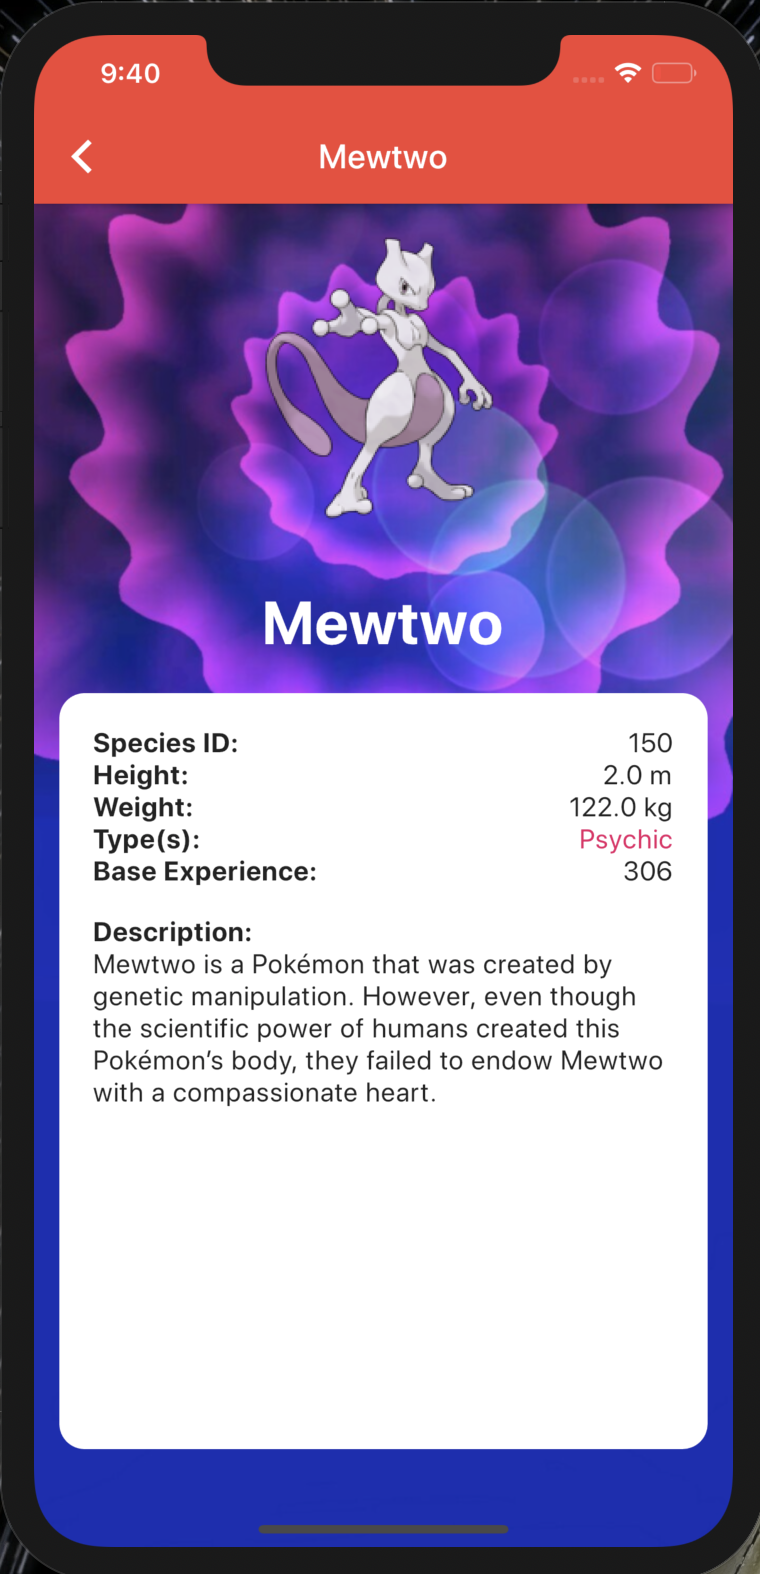 9:40
Mewtwo
Mewtwo
Species ID: 150
Height: 2.0 m
Weight: 122.0 kg
Type(s): Psychic
Base Experience: 306
Description:
Mewtwo is a Pokémon that was created by
genetic manipulation. However, even though
the scientific power of humans created this
Pokémon’s body, they failed to endow Mewtwo
with a compassionate heart.